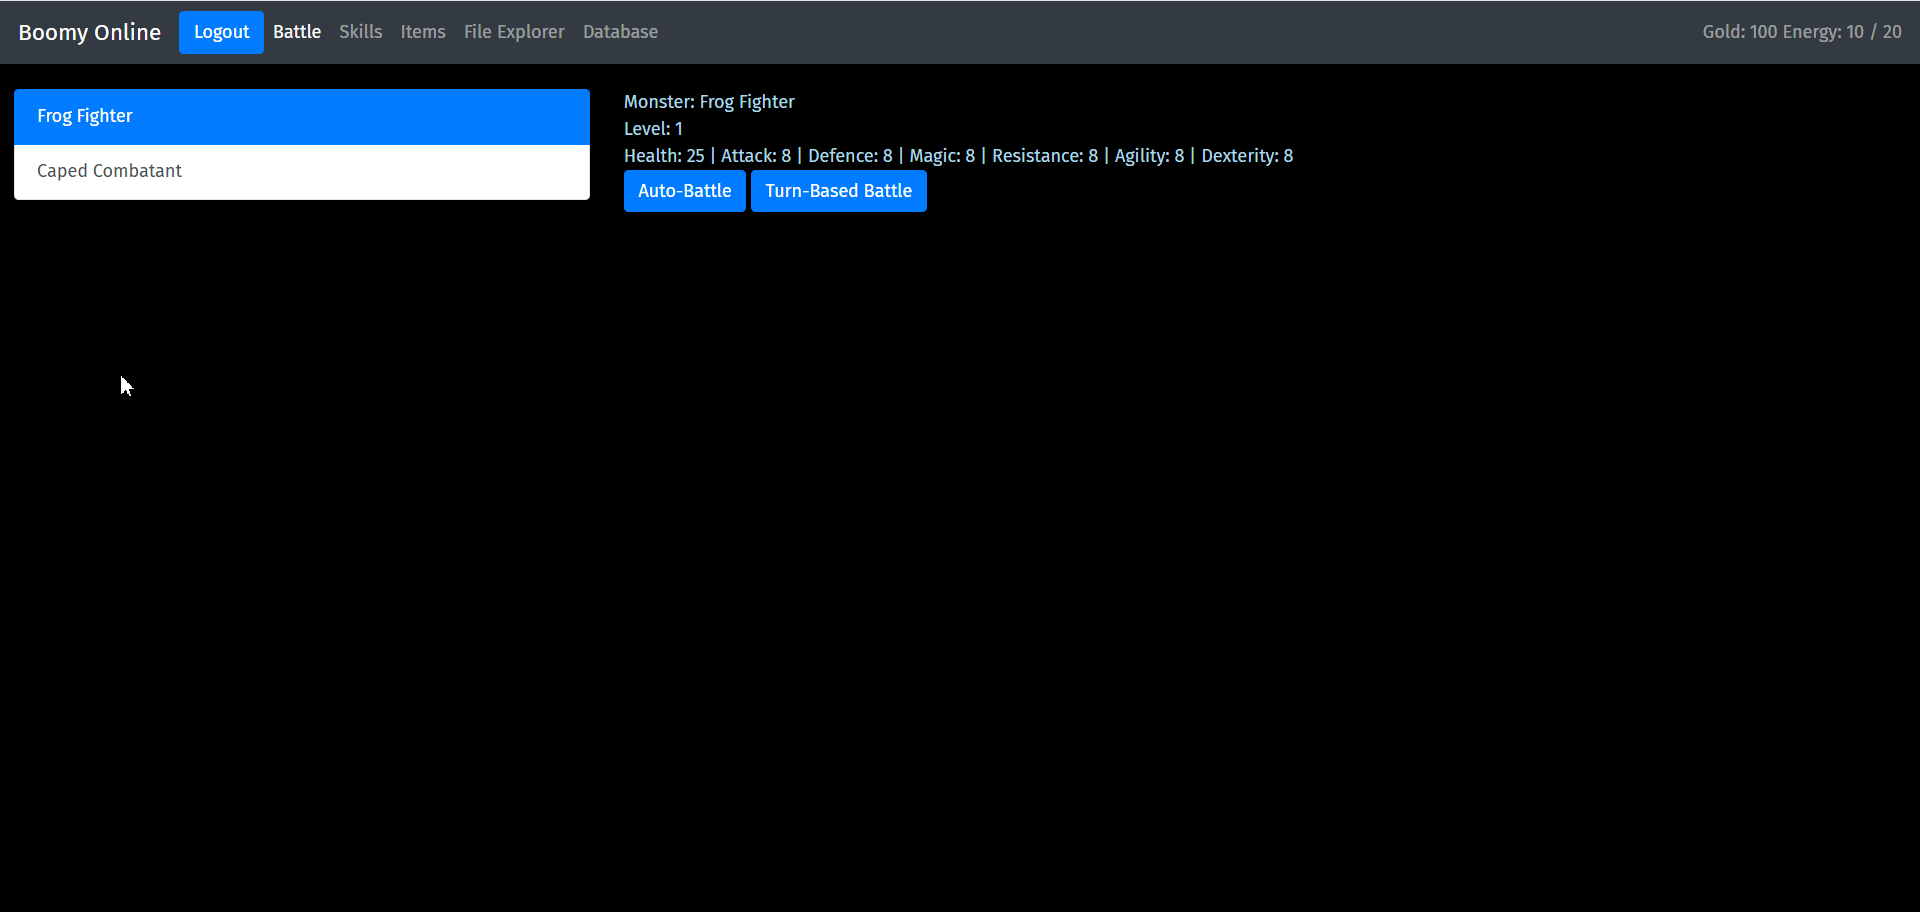 Boomy Online Logout Battle Skills Items File Explorer Database Gold: 100 Energy: 10 / 20
Frog Fighter
Caped Combatant
Monster: Frog Fighter
Level: 1
Health: 25 | Attack: 8 | Defence: 8 | Magic: 8 | Resistance: 8 | Agility: 8 | Dexterity: 8
Auto-Battle Turn-Based Battle